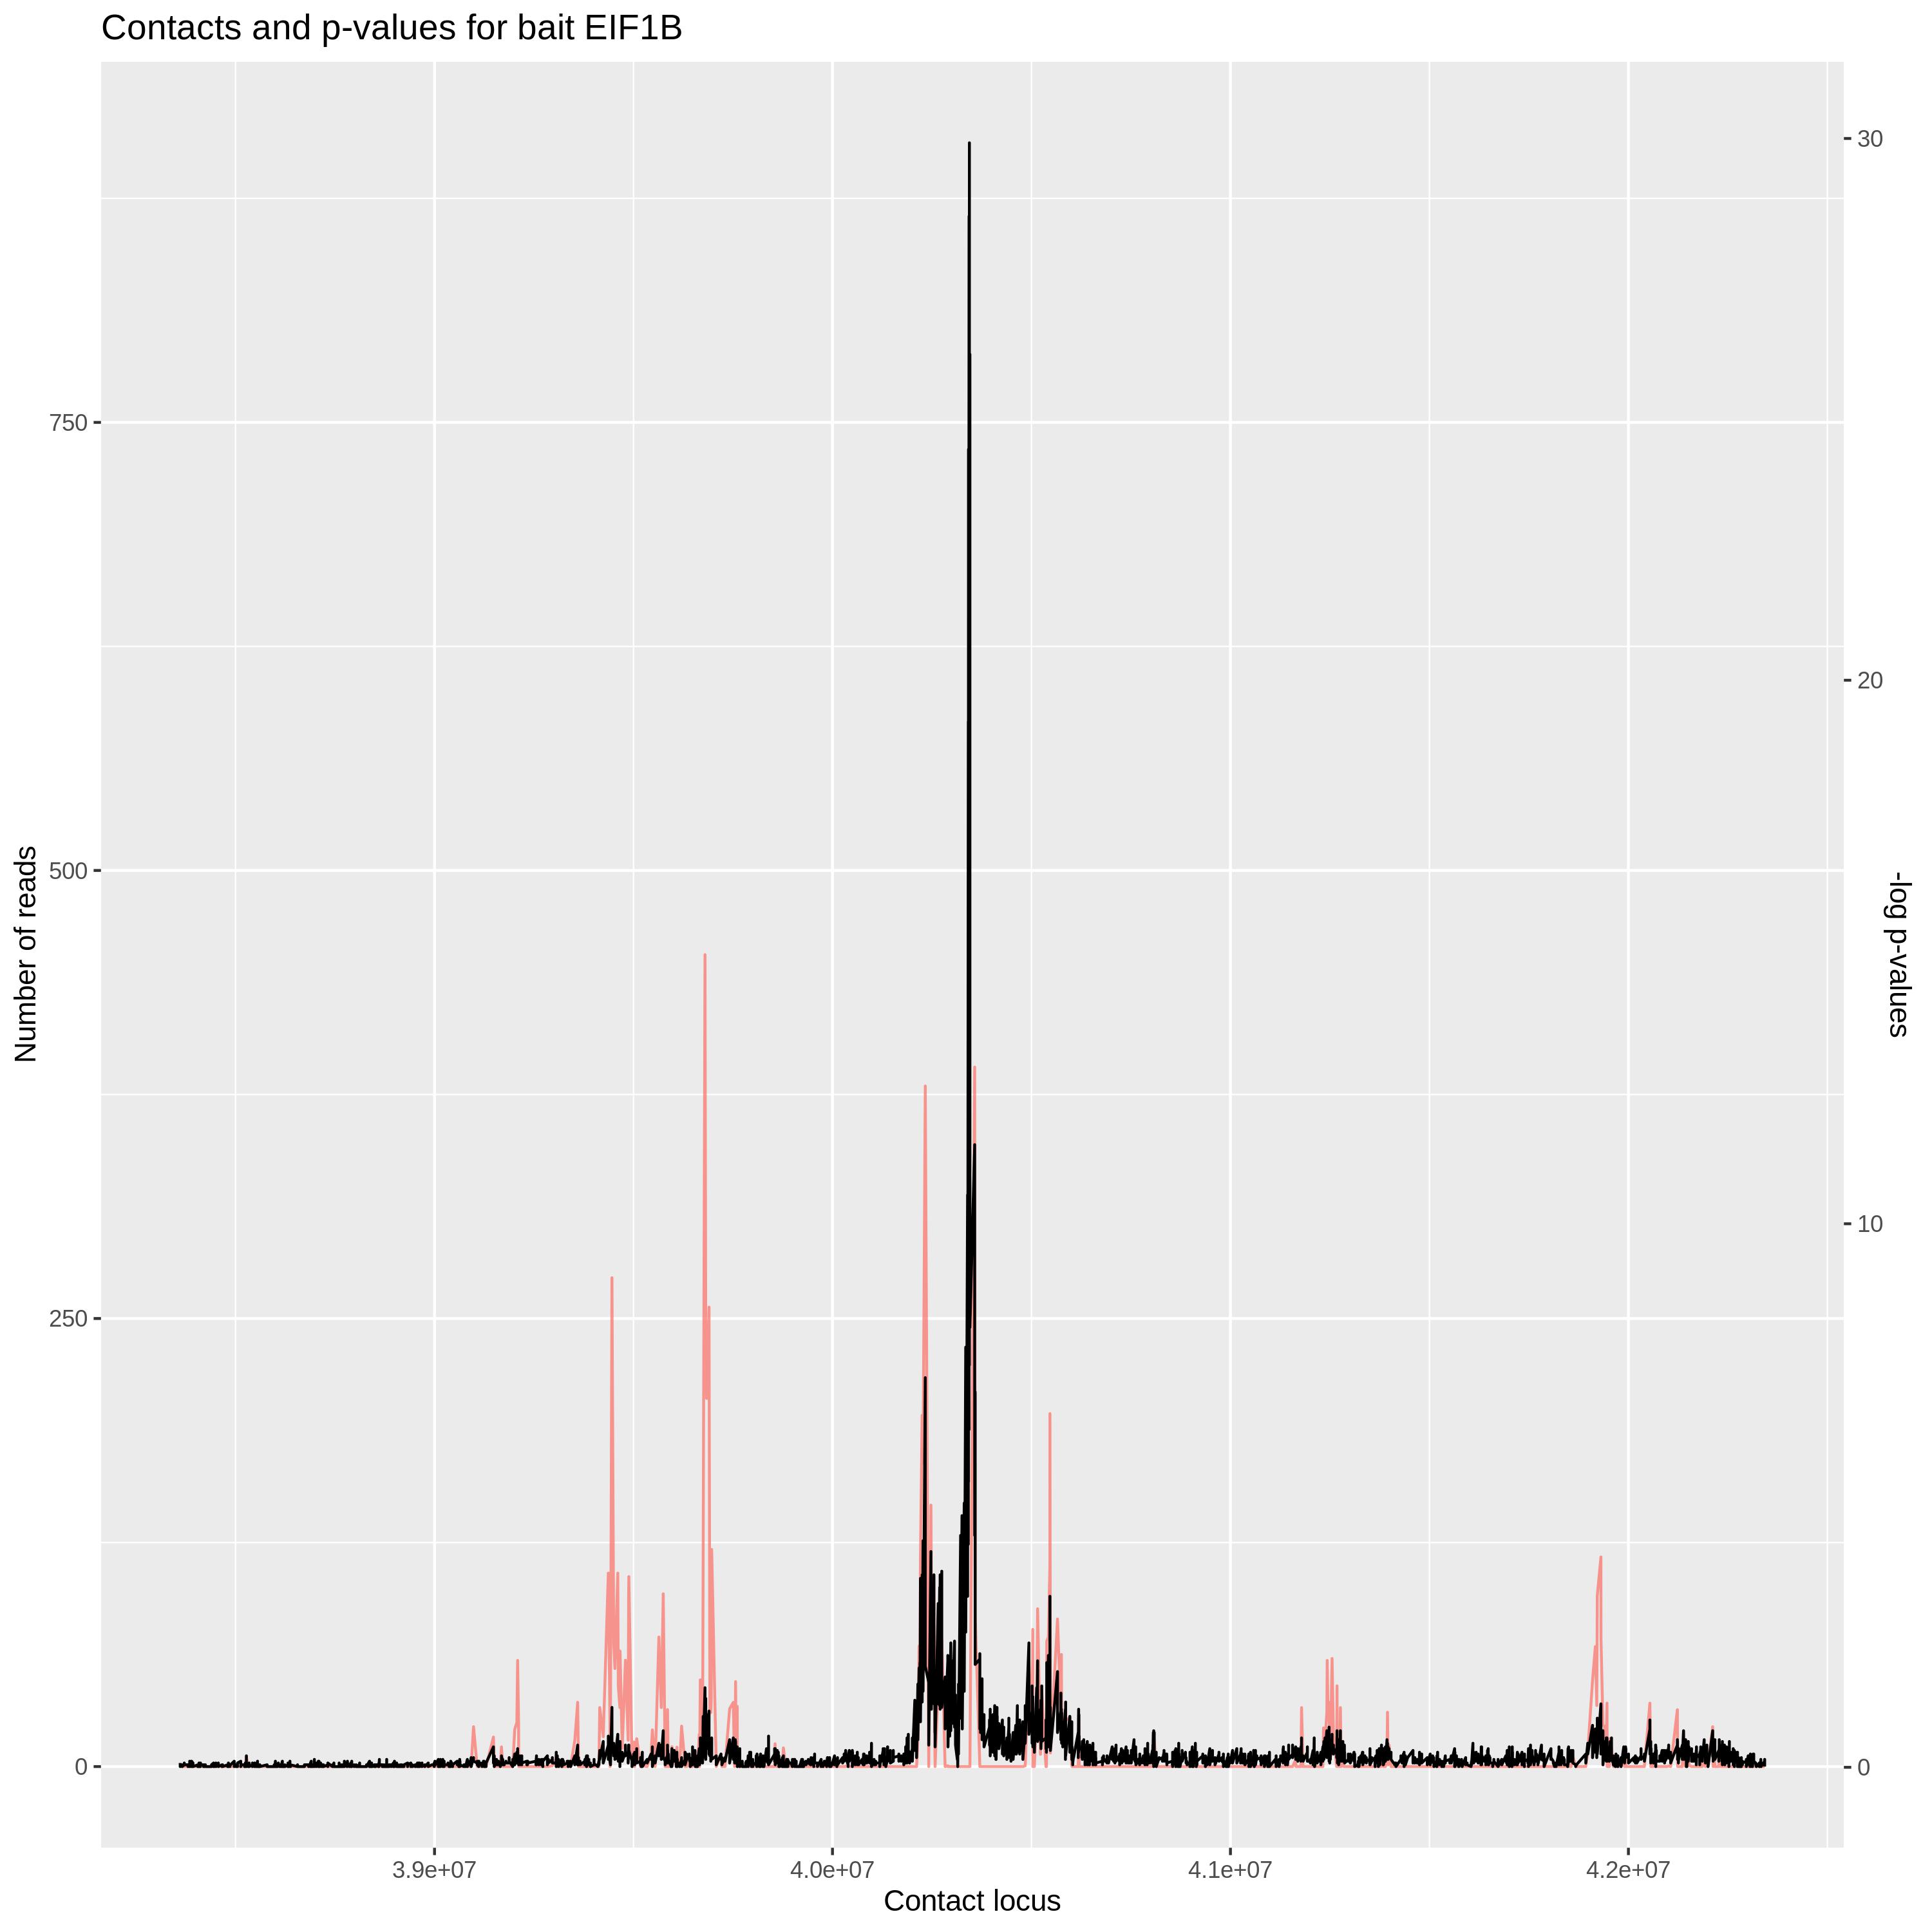 Contacts and p-values for bait EIF1B
750
500
250
0
Number of reads
30
20
10
0
-log p-values
3.9e+07
4.0e+07
4.1e+07
4.2e+07
Contact locus